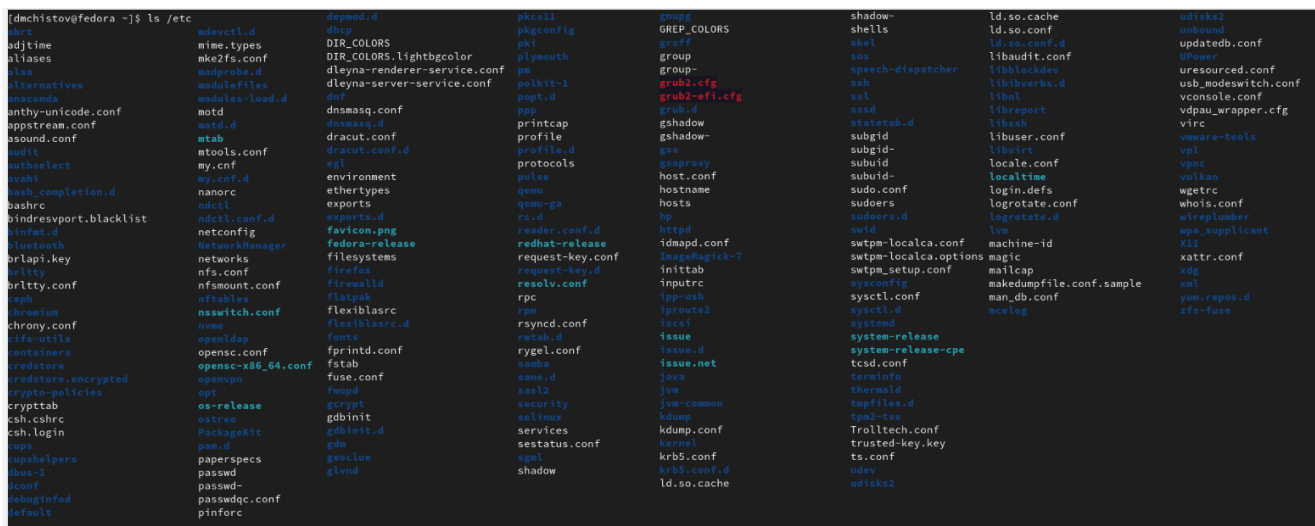 [dmchistov@fedora ~]$ ls /etc depmod.d pkcs11 gnupg shadow- ld.so.cache udisks2
abrt mdevctl.d dhcp pkgconfig GREP_COLORS shells ld.so.conf unbound
adjtime mime.types DIR_COLORS pki groff skel ld.so.conf.d updatedb.conf
aliases mke2fs.conf DIR_COLORS.lightbgcolor plymouth group sos libaudit.conf UPower
alsa modprobe.d dleyna-renderer-service.conf pm group- speech-dispatcher libblockdev uresourced.conf
alternatives modulefiles dleyna-server-service.conf polkit-1 grub2.cfg ssh libibverbs.d usb_modeswitch.conf
anaconda modules-load.d dnf popt.d grub2-efi.cfg ssl libnl vconsole.conf
anthy-unicode.conf motd dnsmasq.conf ppp grub.d sssd libreport vdpau_wrapper.cfg
appstream.conf motd.d dnsmasq.d printcap gshadow statetab.d libssh virc
asound.conf mtab dracut.conf profile gshadow- subgid libuser.conf vmware-tools
audit mtools.conf dracut.conf.d profile.d gss subgid- libvirt vpl
authselect my.cnf egl protocols gssproxy subuid locale.conf vpnc
avahi my.cnf.d environment pulse host.conf subuid- localtime vulkan
bash_completion.d nanorc ethertypes qemu hostname sudo.conf login.defs wgetrc
bashrc ndctl exports qemu-ga hosts sudoers logrotate.conf whois.conf
bindresvport.blacklist ndctl.conf.d exports.d rc.d hp sudoers.d logrotate.d wireplumber
binfmt.d netconfig favicon.png reader.conf.d httpd swid lvm wpa_supplicant
bluetooth NetworkManager fedora-release redhat-release idmapd.conf swtpm-localca.conf machine-id X11
brlapi.key networks filesystems request-key.conf ImageMagick-7 swtpm-localca.options magic xattr.conf
brltty nfs.conf firefox request-key.d inittab swtpm_setup.conf mailcap xdg
brltty.conf nfsmount.conf firewalld resolv.conf inputrc sysconfig makedumpfile.conf.sample xml
ceph nftables flatpak rpc ipp-usb sysctl.conf man_db.conf yum.repos.d
chromium nsswitch.conf flexiblasrc rpm iproute2 sysctl.d mcelog zfs-fuse
chrony.conf nvme flexiblasrc.d rsyncd.conf iscsi systemd
cifs-utils openldap fonts rwtab.d issue system-release
containers opensc.conf fprintd.conf rygel.conf issue.d system-release-cpe
credstore opensc-x86_64.conf fstab samba issue.net tcsd.conf
credstore.encrypted openvpn fuse.conf sane.d java terminfo
crypto-policies opt fwupd sasl2 jvm thermald
crypttab os-release gcrypt security jvm-common tmpfiles.d
csh.cshrc ostree gdbinit selinux kdump tpm2-tss
csh.login PackageKit gdbinit.d services kdump.conf Trolltech.conf
cups pam.d gdm sestatus.conf kernel trusted-key.key
cupshelpers paperspecs geoclue sgml krb5.conf ts.conf
dbus-1 passwd glvnd shadow krb5.conf.d udev
dconf passwd- ld.so.cache udisks2
debuginfod passwdqc.conf
default pinforc